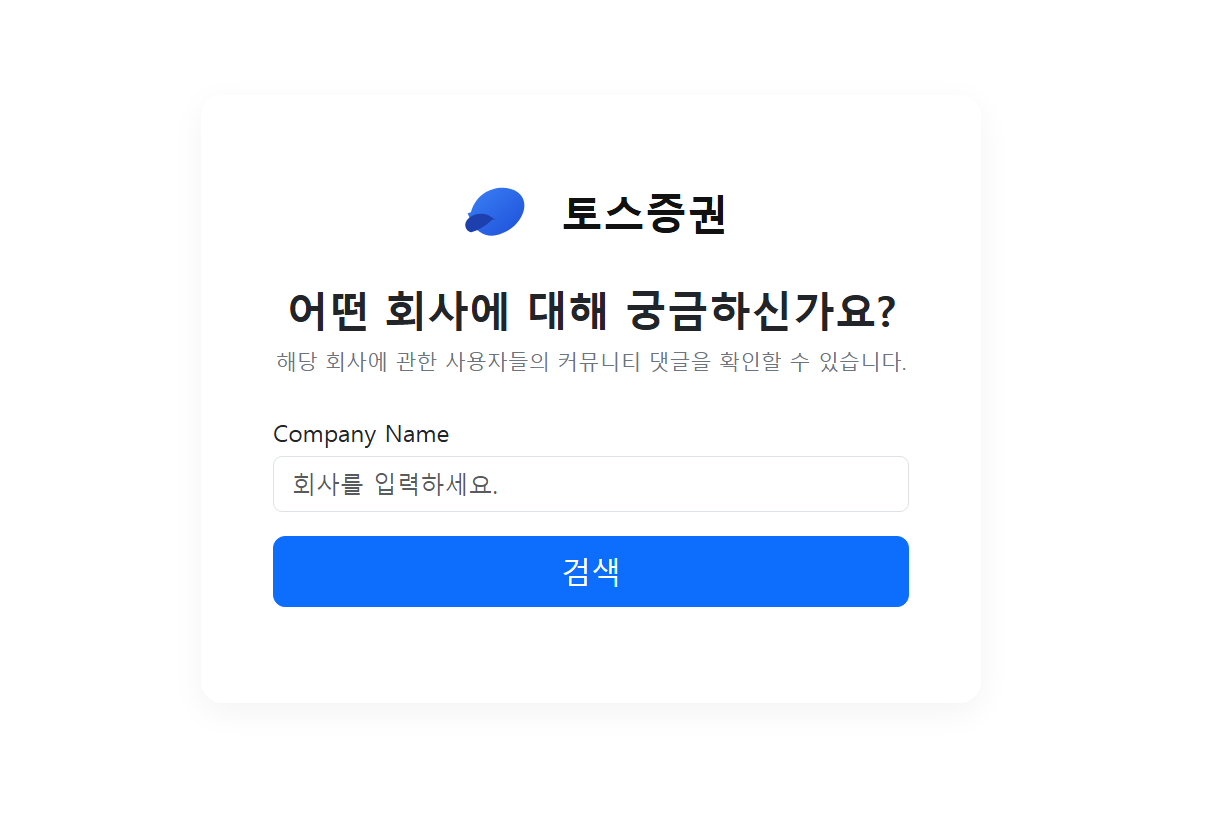 토스증권
어떤 회사에 대해 궁금하신가요?
해당 회사에 관한 사용자들의 커뮤니티 댓글을 확인할 수 있습니다.
Company Name
회사를 입력하세요.
검색